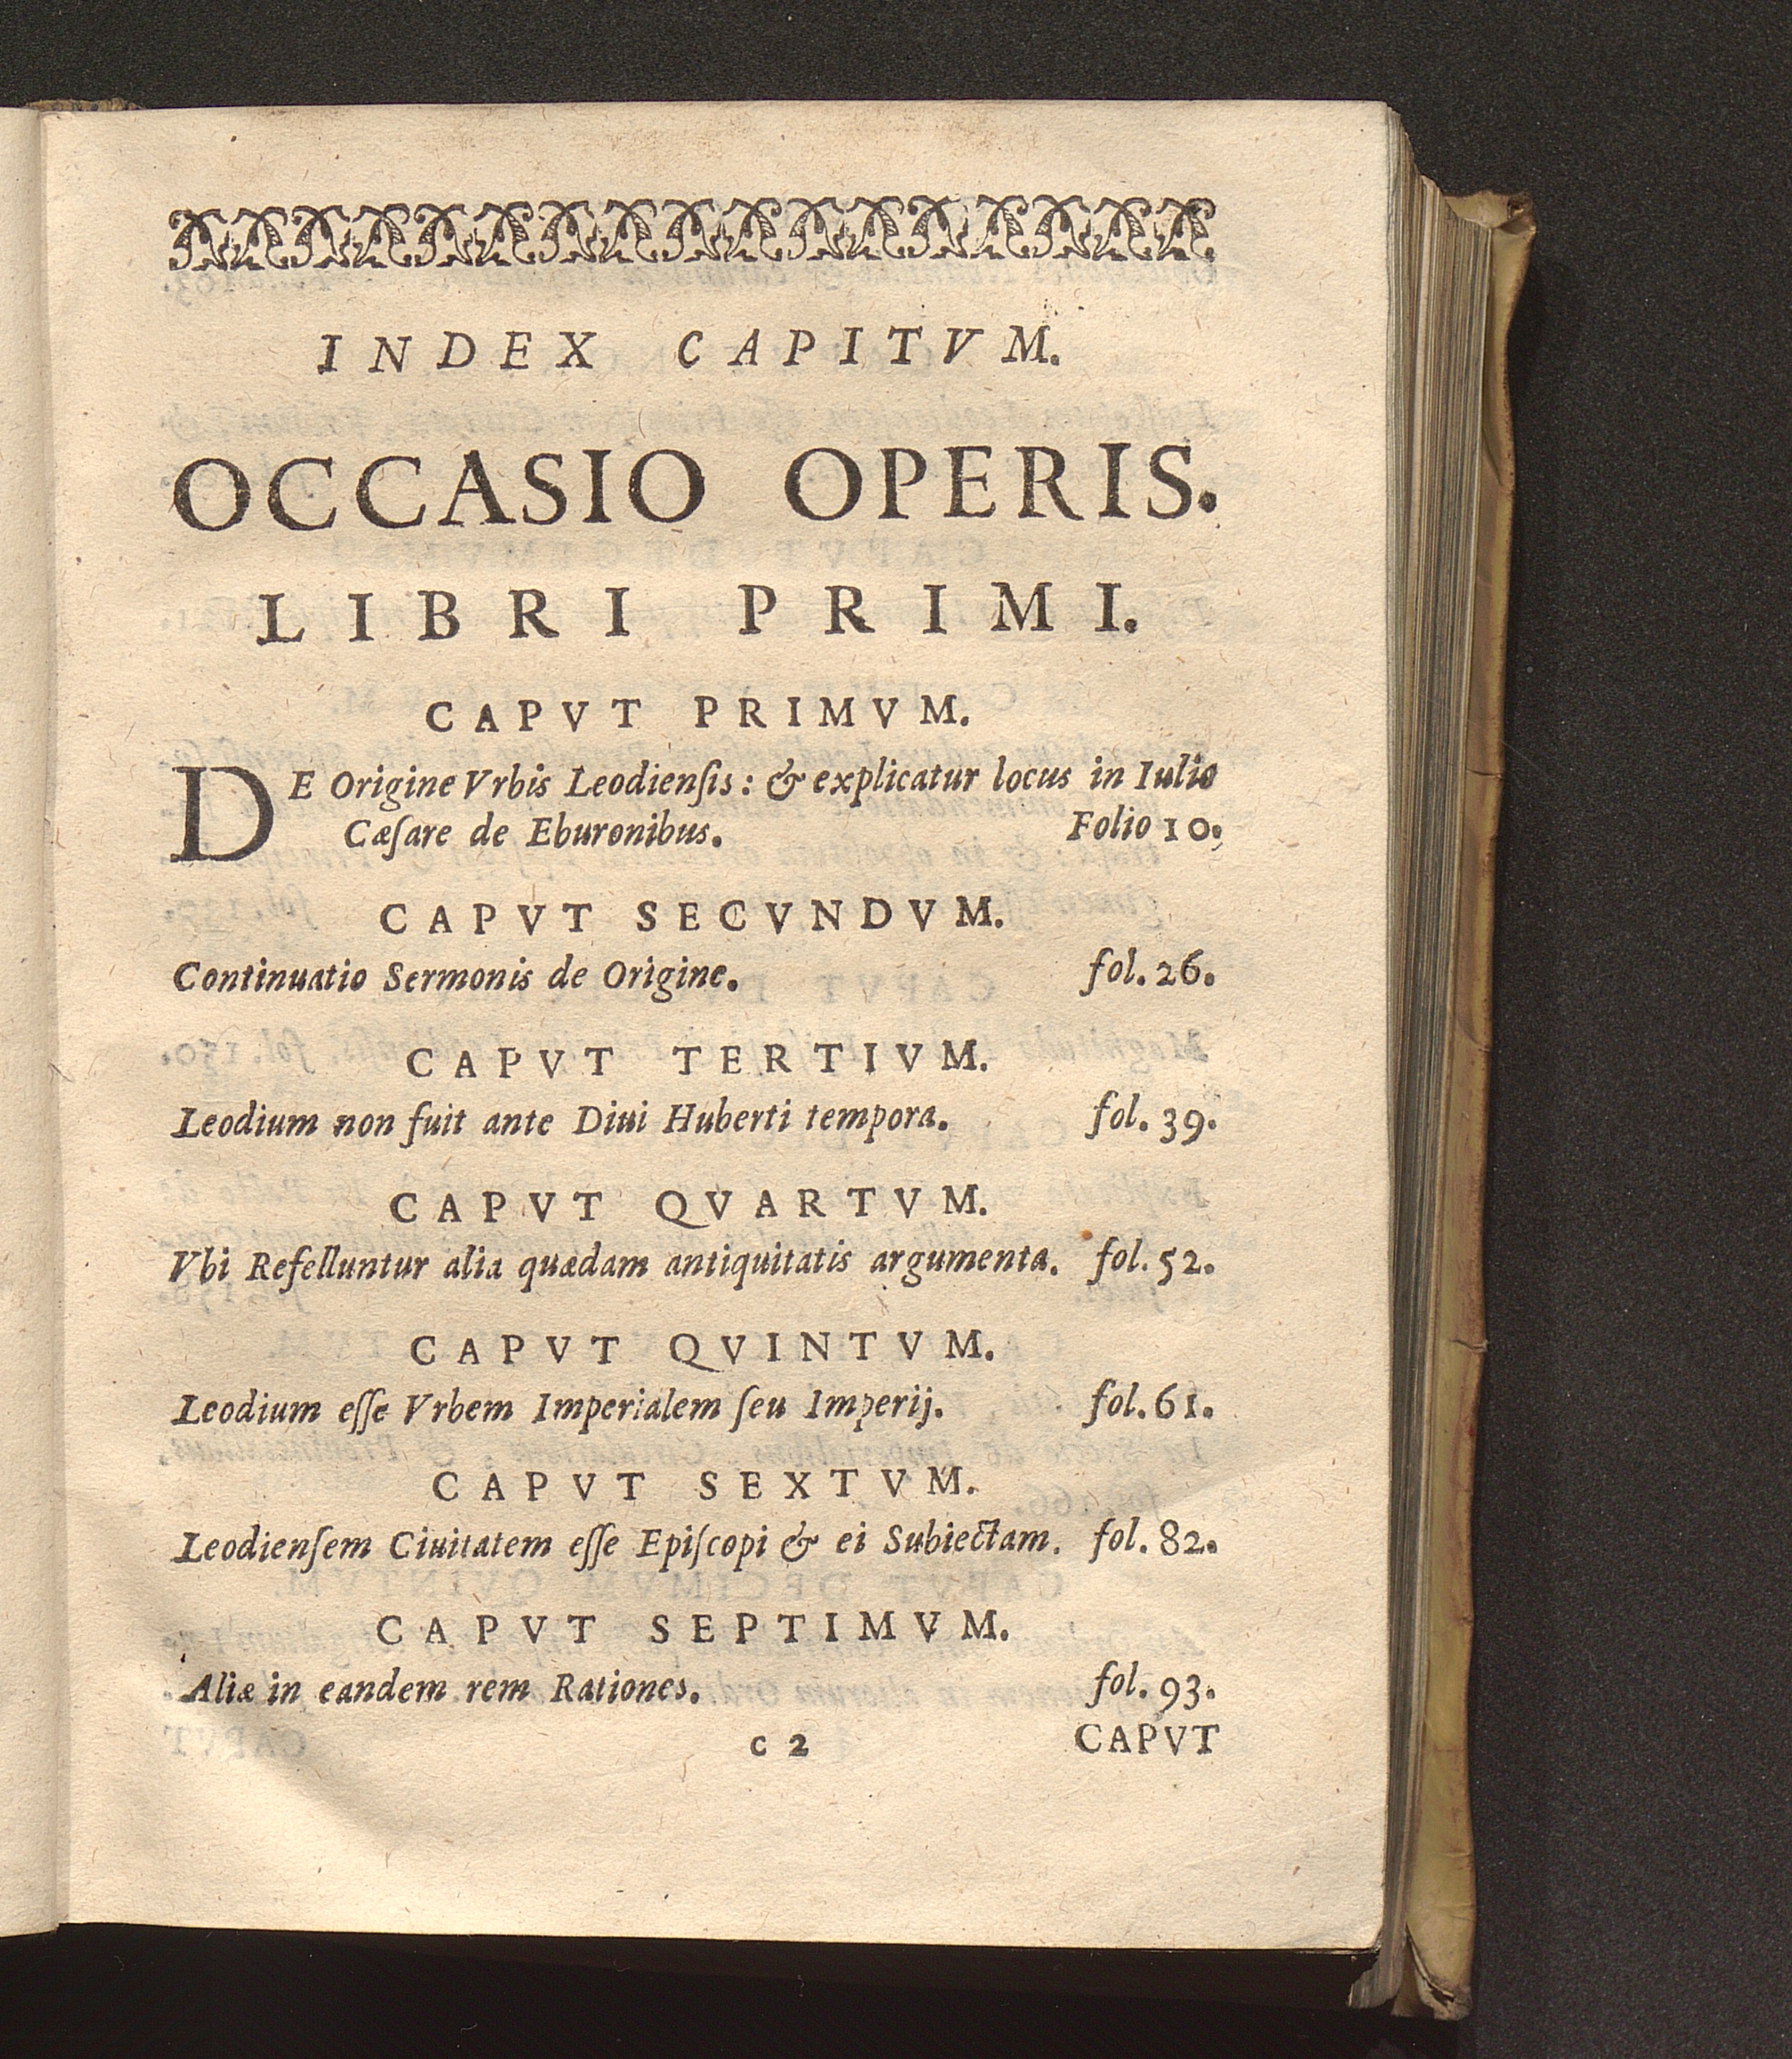 INDEX CAPITVM.
OCCASIO OPERIS.
LIBRI PRIMI.
CAPVT PRIMVM.
DE Origine Vrbis Leodienſis: & explicatur locus in Iulio
Cæſare de Eburonibus. Folio 10.
CAPVT SECVNDVM.
Continuatio Sermonis de Origine. fol. 26.
CAPVT TERTIVM.
Leodium non fuit ante Diui Huberti tempora. fol. 39.
CAPVT QVARTVM.
Vbi Refelluntur alia quædam antiquitatis argumenta. fol. 52.
CAPVT QVINTVM.
Leodium eſſe Vrbem Imperialem ſeu Imperij. fol. 61.
CAPVT SEXTVM.
Leodienſem Ciuitatem eſſe Epiſcopi & ei Subiectam. fol. 82.
CAPVT SEPTIMVM.
Aliæ in eandem rem Rationes. fol. 93.
c 2 CAPVT